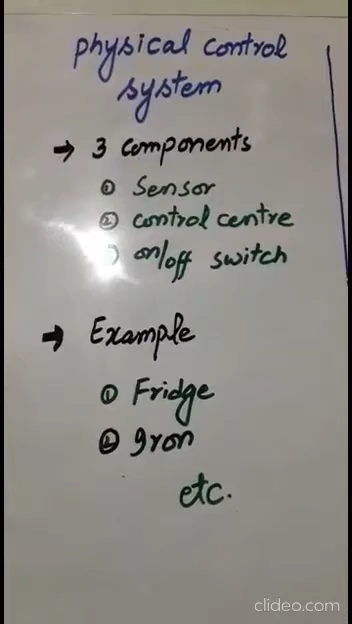 physical control
system
→ 3 components
① Sensor
② control centre
on/off switch
→ Example
① Fridge
② Iron
etc.
clideo.com